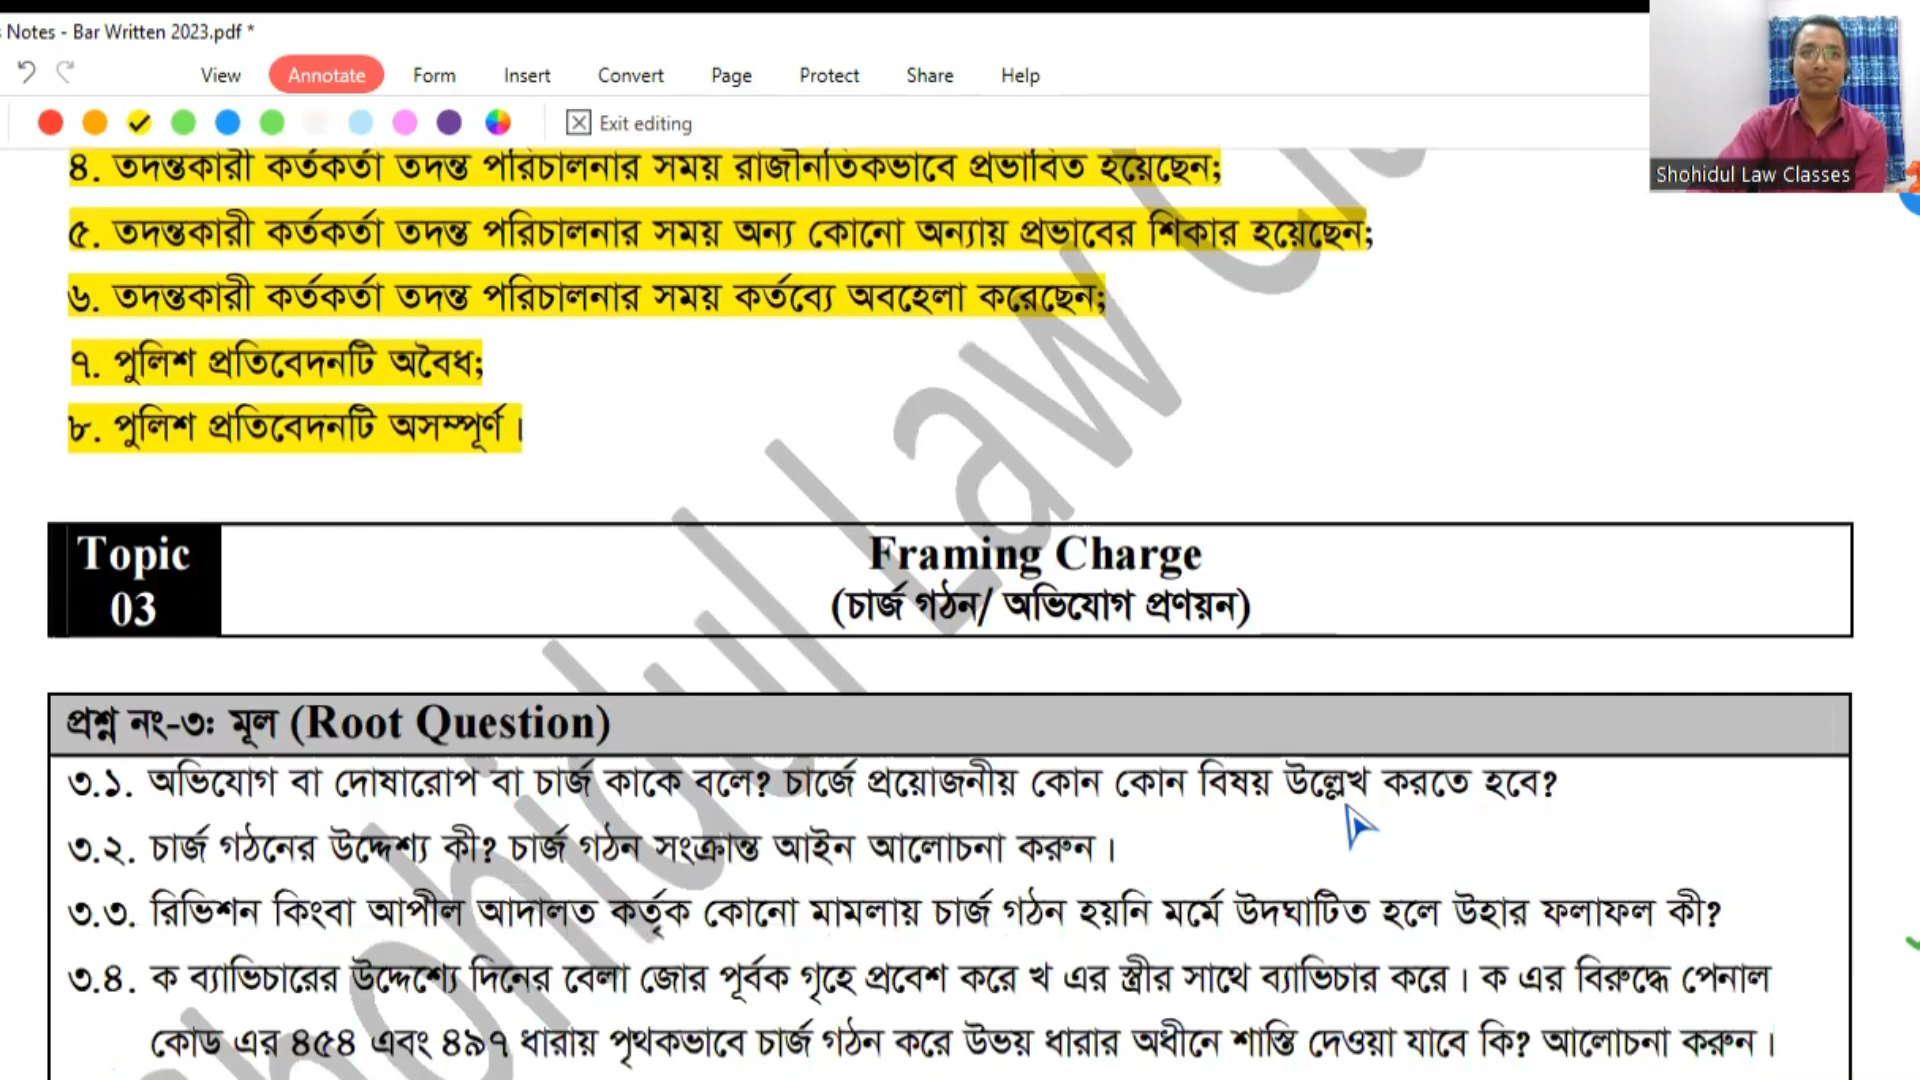 Notes - Bar Written 2023.pdf *
View Annotate Form Insert Convert Page Protect Share Help
Exit editing
Shohidul Law Classes
৪. তদন্তকারী কর্তকর্তা তদন্ত পরিচালনার সময় রাজনৈতিকভাবে প্রভাবিত হয়েছেন;
৫. তদন্তকারী কর্তকর্তা তদন্ত পরিচালনার সময় অন্য কোনো অন্যায় প্রভাবের শিকার হয়েছেন;
৬. তদন্তকারী কর্তকর্তা তদন্ত পরিচালনার সময় কর্তব্যে অবহেলা করেছেন;
৭. পুলিশ প্রতিবেদনটি অবৈধ;
৮. পুলিশ প্রতিবেদনটি অসম্পূর্ণ।
Topic
03
Framing Charge
(চার্জ গঠন/ অভিযোগ প্রণয়ন)
প্রশ্ন নং-৩: মূল (Root Question)
৩.১. অভিযোগ বা দোষারোপ বা চার্জ কাকে বলে? চার্জে প্রয়োজনীয় কোন কোন বিষয় উল্লেখ করতে হবে?
৩.২. চার্জ গঠনের উদ্দেশ্য কী? চার্জ গঠন সংক্রান্ত আইন আলোচনা করুন।
৩.৩. রিভিশন কিংবা আপীল আদালত কর্তৃক কোনো মামলায় চার্জ গঠন হয়নি মর্মে উদঘাটিত হলে উহার ফলাফল কী?
৩.৪. ক ব্যাভিচারের উদ্দেশ্যে দিনের বেলা জোর পূর্বক গৃহে প্রবেশ করে খ এর স্ত্রীর সাথে ব্যাভিচার করে। ক এর বিরুদ্ধে পেনাল
কোড এর ৪৫৪ এবং ৪৯৭ ধারায় পৃথকভাবে চার্জ গঠন করে উভয় ধারার অধীনে শাস্তি দেওয়া যাবে কি? আলোচনা করুন।
Shohidul Law